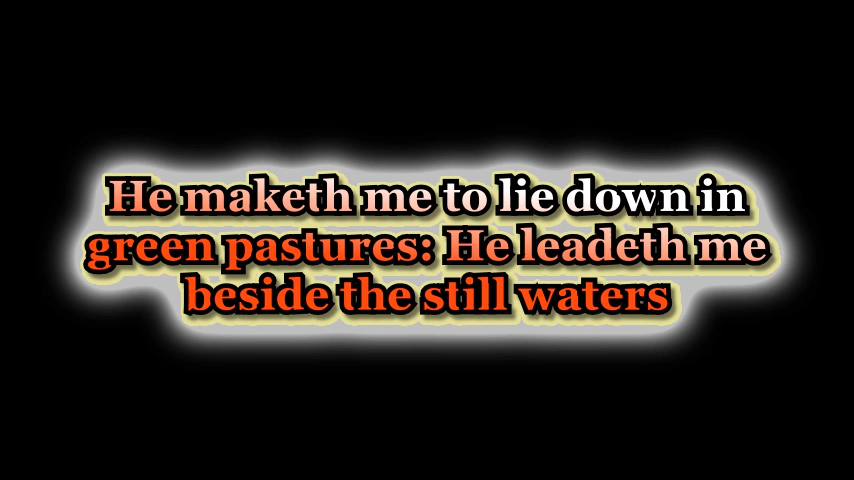 He maketh me to lie down in
green pastures: He leadeth me
beside the still waters